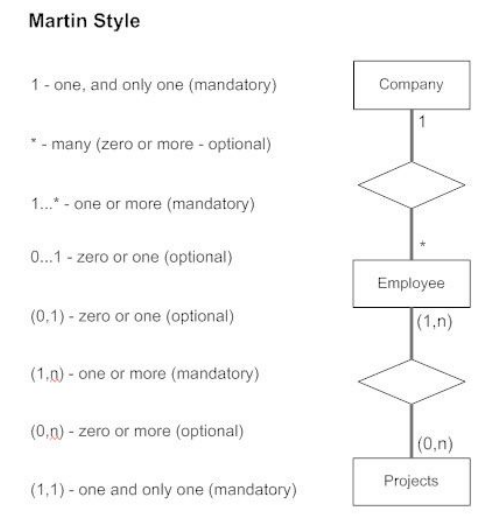 Martin Style
1 - one, and only one (mandatory)
* - many (zero or more - optional)
1...* - one or more (mandatory)
0...1 - zero or one (optional)
(0,1) - zero or one (optional)
(1,n) - one or more (mandatory)
(0,n) - zero or more (optional)
(1,1) - one and only one (mandatory)
Company
1
*
Employee
(1,n)
(0,n)
Projects